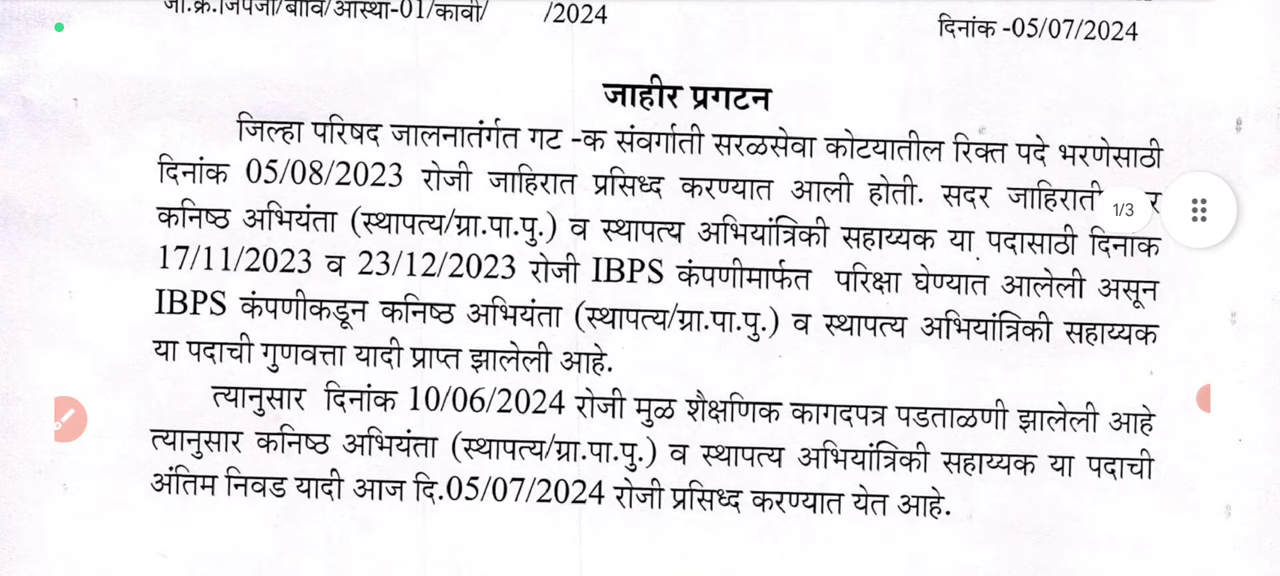 /2024
दिनांक -05/07/2024
जाहीर प्रगटन
जिल्हा परिषद जालनातंर्गत गट -क संवर्गाती सरळसेवा कोटयातील रिक्त पदे भरणेसाठी
दिनांक 05/08/2023 रोजी जाहिरात प्रसिध्द करण्यात आली होती. सदर
1/3
कनिष्ठ अभियंता (स्थापत्य/ग्रा.पा.पु.) व स्थापत्य अभियांत्रिकी सहाय्यक या पदासाठी दिनाक
17/11/2023 व 23/12/2023 रोजी IBPS कंपणीमार्फत परिक्षा घेण्यात आलेली असून
IBPS कंपणीकडून कनिष्ठ अभियंता (स्थापत्य/ग्रा.पा.पु.) व स्थापत्य अभियांत्रिकी सहाय्यक
या पदाची गुणवत्ता यादी प्राप्त झालेली आहे.
त्यानुसार दिनांक 10/06/2024 रोजी मुळ शैक्षणिक कागदपत्र पडताळणी झालेली आहे
त्यानुसार कनिष्ठ अभियंता (स्थापत्य/ग्रा.पा.पु.) व स्थापत्य अभियांत्रिकी सहाय्यक या पदाची
अंतिम निवड यादी आज दि.05/07/2024 रोजी प्रसिध्द करण्यात येत आहे.